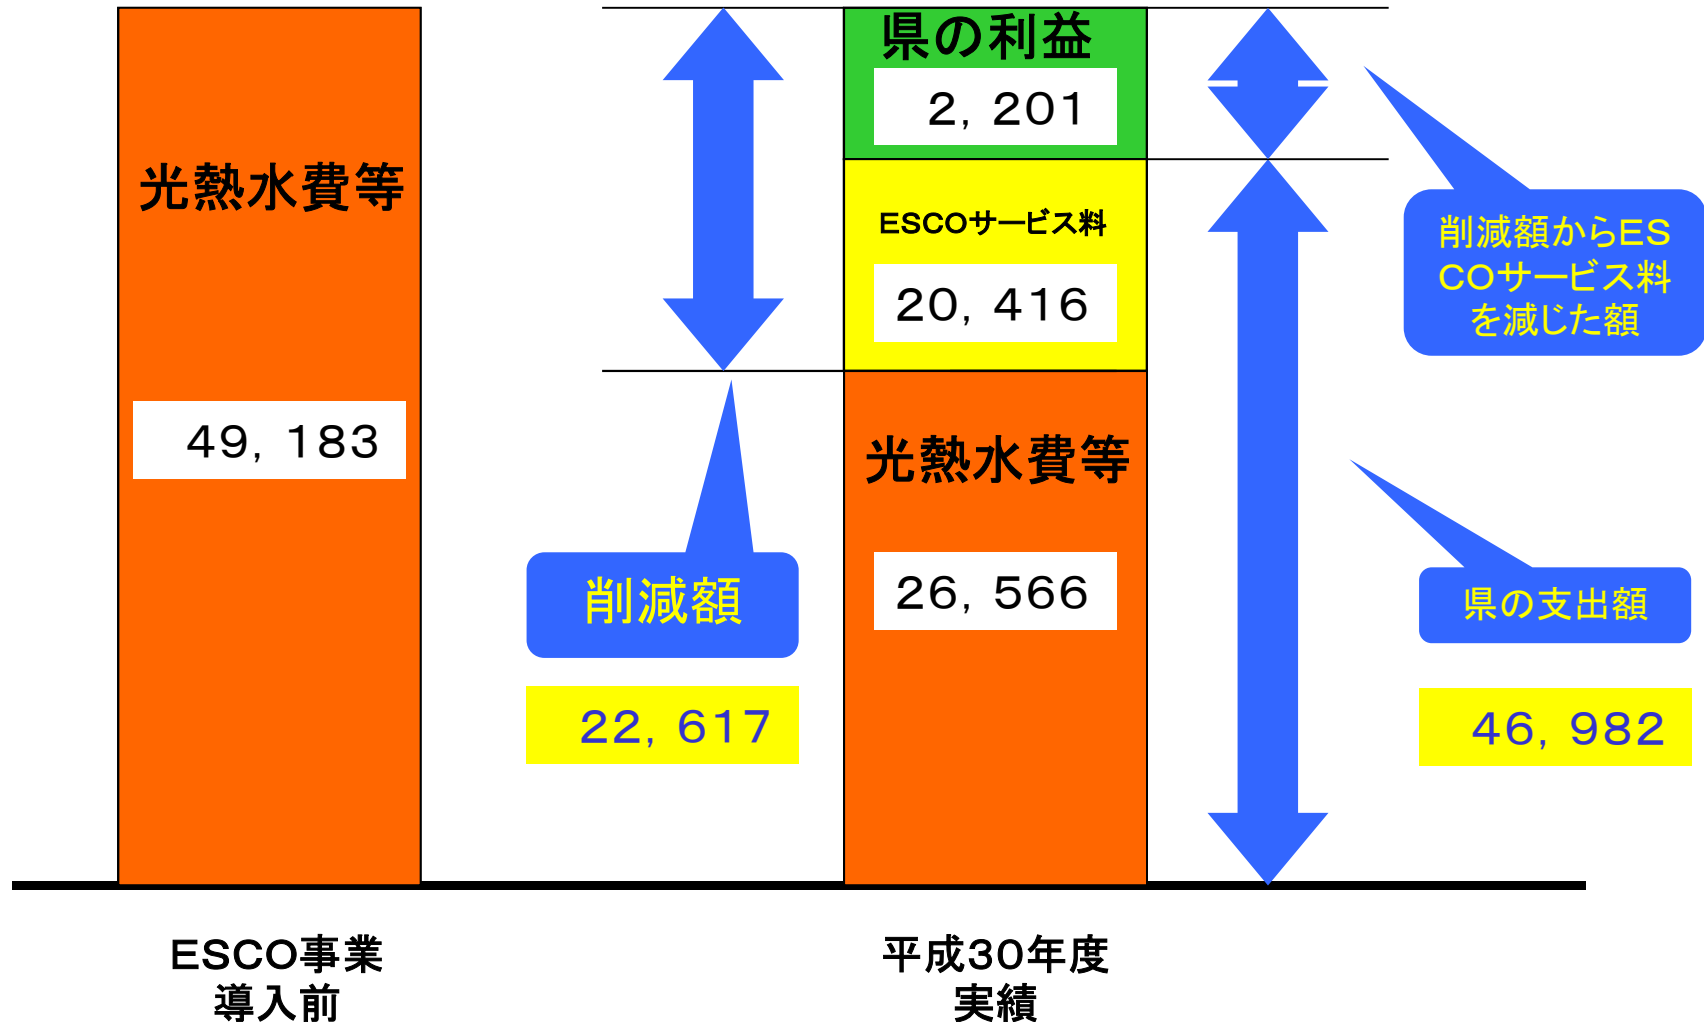 光熱水費等
49,183
ESCO事業
導入前
削減額
22,617
県の利益
2,201
ESCOサービス料
20,416
光熱水費等
26,566
平成30年度
実績
削減額からES
COサービス料
を減じた額
県の支出額
46,982